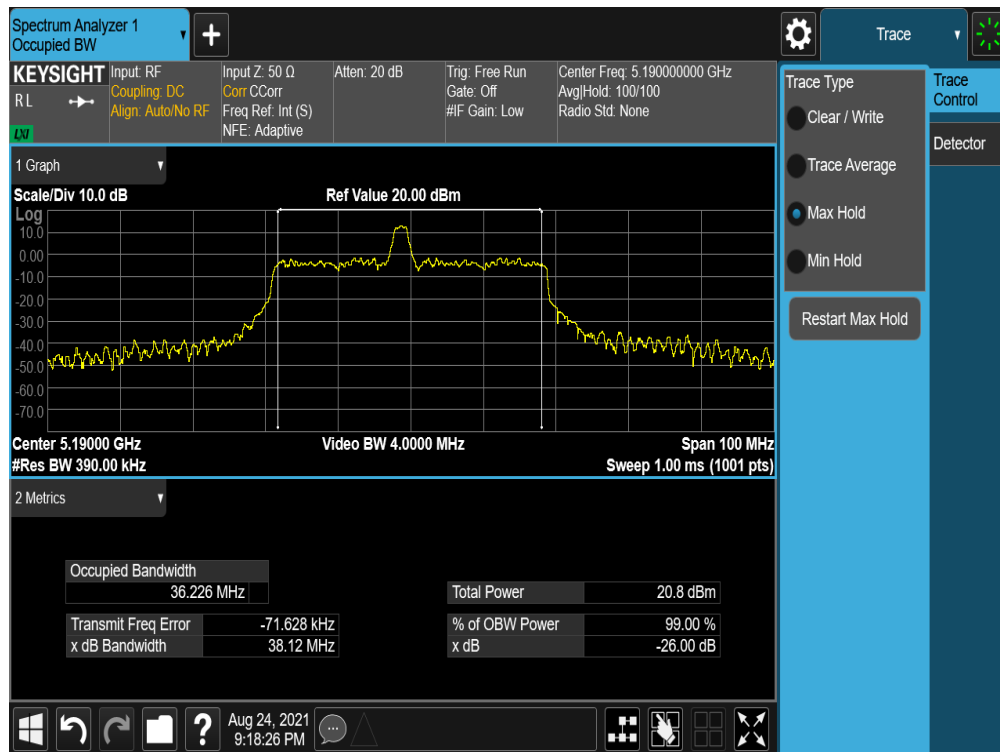 Spectrum Analyzer 1
Occupied BW
+
Trace
KEYSIGHT
R L
LXI
Input: RF
Coupling: DC
Align: Auto/No RF
Input Z: 50 Ω
Corr CCorr
Freq Ref: Int (S)
NFE: Adaptive
Atten: 20 dB
Trig: Free Run
Gate: Off
#IF Gain: Low
Center Freq: 5.190000000 GHz
Avg|Hold: 100/100
Radio Std: None
Trace Type
Clear / Write
Trace Average
Max Hold
Min Hold
Restart Max Hold
Trace
Control
Detector
1 Graph
Scale/Div 10.0 dB
Ref Value 20.00 dBm
Log
10.0
0.00
-10.0
-20.0
-30.0
-40.0
-50.0
-60.0
-70.0
Center 5.19000 GHz
Video BW 4.0000 MHz
Span 100 MHz
#Res BW 390.00 kHz
Sweep 1.00 ms (1001 pts)
2 Metrics
Occupied Bandwidth
36.226 MHz
Total Power 20.8 dBm
Transmit Freq Error -71.628 kHz
% of OBW Power 99.00 %
x dB Bandwidth 38.12 MHz
x dB -26.00 dB
?
Aug 24, 2021
9:18:26 PM